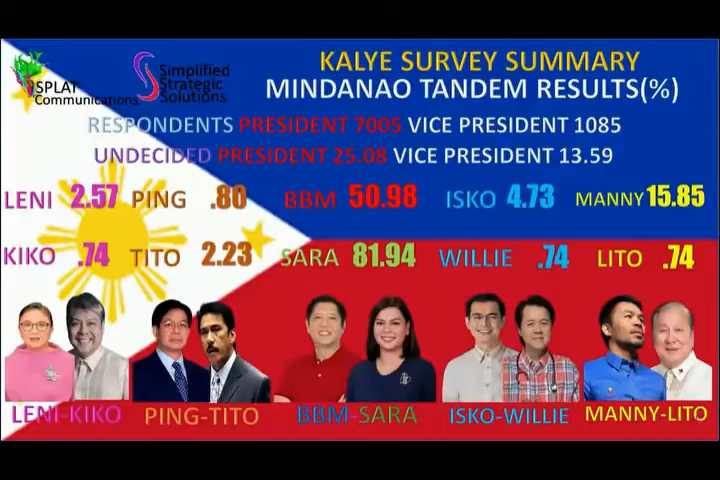 SPLAT
Communications
Simplified
Strategic
Solutions
KALYE SURVEY SUMMARY
MINDANAO TANDEM RESULTS(%)
RESPONDENTS PRESIDENT 7005 VICE PRESIDENT 1085
UNDECIDED PRESIDENT 25.08 VICE PRESIDENT 13.59
LENI 2.57 PING .80 BBM 50.98 ISKO 4.73 MANNY 15.85
KIKO .74 TITO 2.23 SARA 81.94 WILLIE .74 LITO .74
LENI-KIKO PING-TITO BBM-SARA ISKO-WILLIE MANNY-LITO